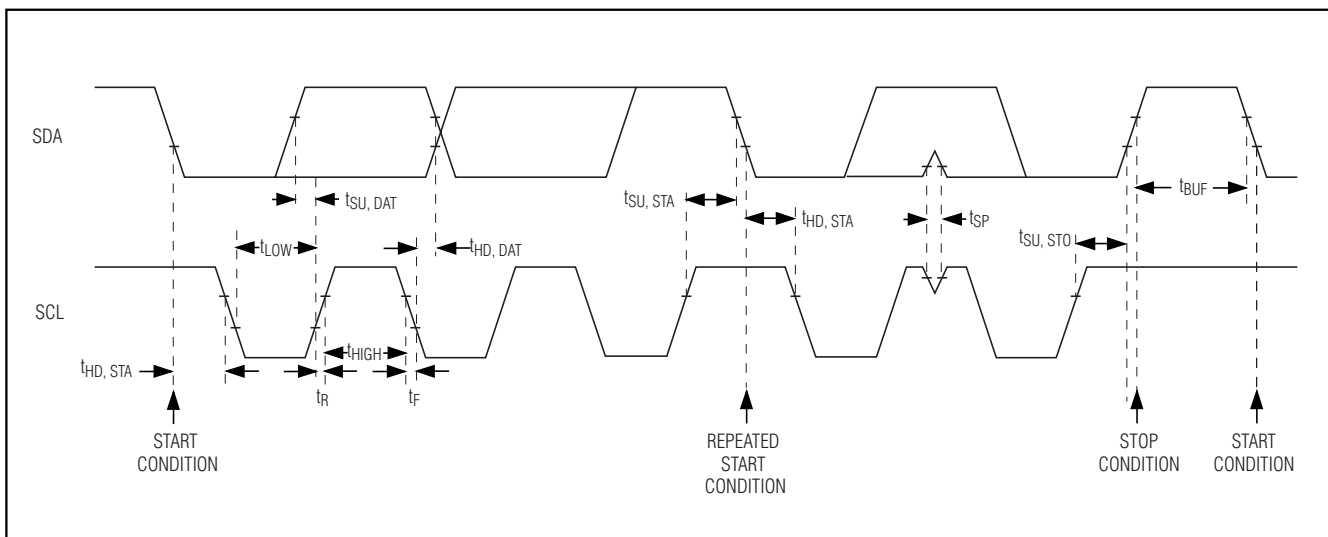 SDA
tSU, DAT
tSU, STA
tHD, STA
tSP
tBUF
tLOW
tHD, DAT
tSU, STO
SCL
tHIGH
tHD, STA
tR
tF
START
CONDITION
REPEATED
START
CONDITION
STOP
CONDITION
START
CONDITION